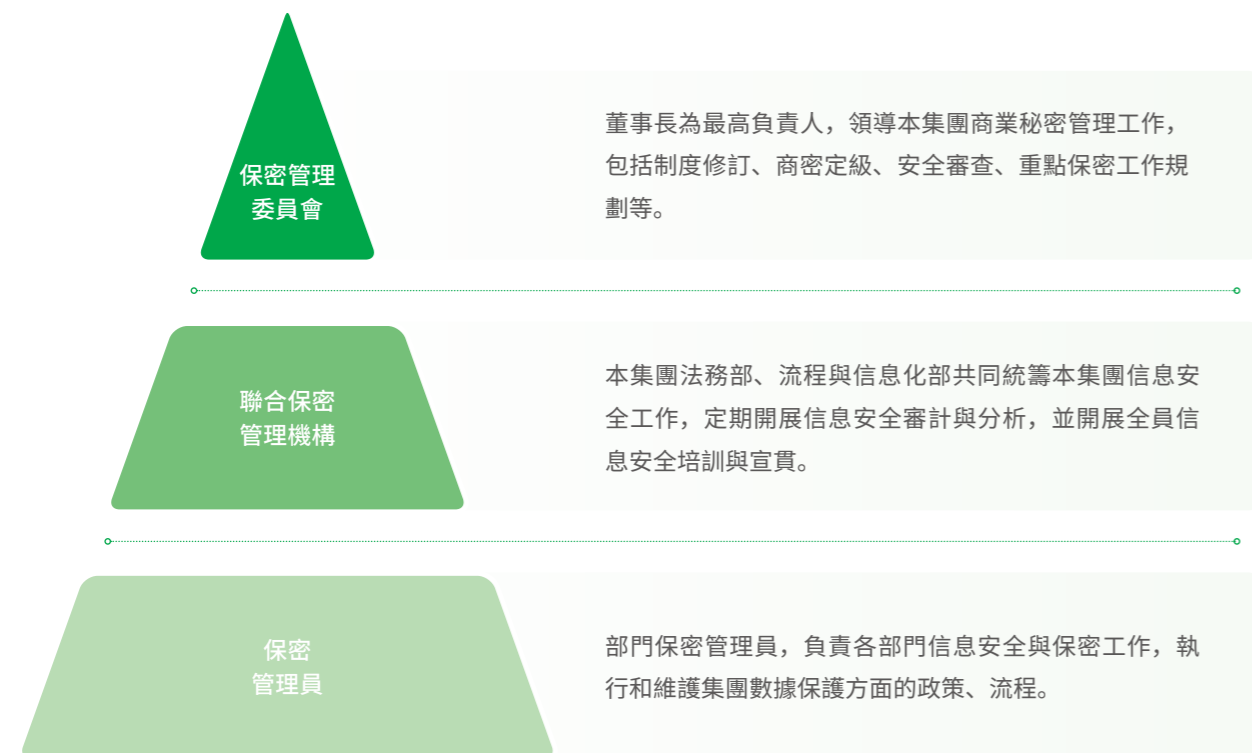 保密管理
委員會
董事長為最高負責人，領導本集團商業秘密管理工作，
包括制度修訂、商密定級、安全審查、重點保密工作規
劃等。
聯合保密
管理機構
本集團法務部、流程與信息化部共同統籌本集團信息安
全工作，定期開展信息安全審計與分析，並開展全員信
息安全培訓與宣貫。
保密
管理員
部門保密管理員，負責各部門信息安全與保密工作，執
行和維護集團數據保護方面的政策、流程。